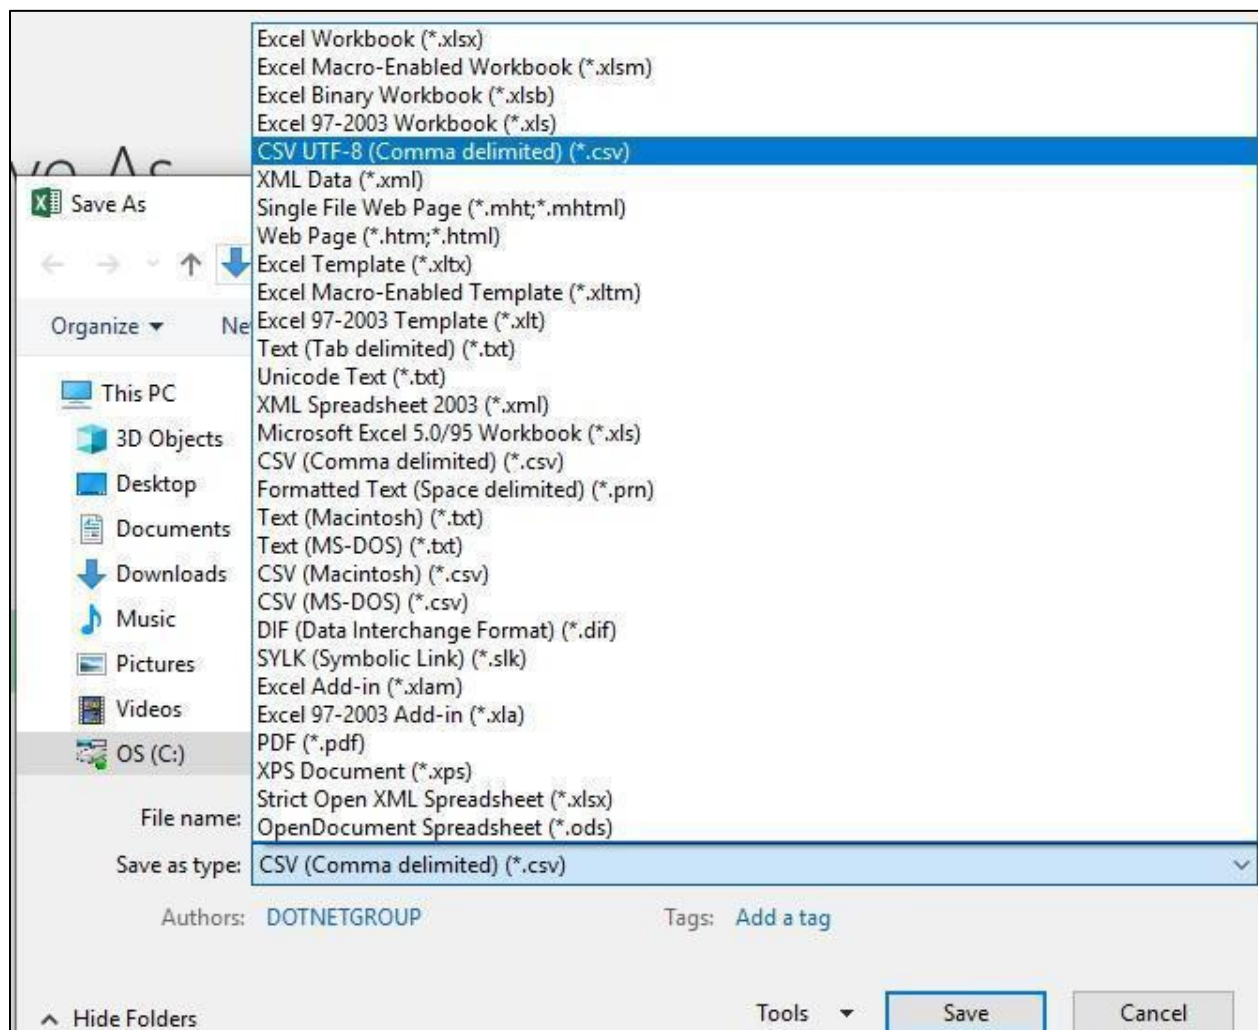 Excel Workbook (*.xlsx)
Excel Macro-Enabled Workbook (*.xlsm)
Excel Binary Workbook (*.xlsb)
Excel 97-2003 Workbook (*.xls)
CSV UTF-8 (Comma delimited) (*.csv)
XML Data (*.xml)
Single File Web Page (*.mht;*.mhtml)
Web Page (*.htm;*.html)
Excel Template (*.xltx)
Excel Macro-Enabled Template (*.xltm)
Excel 97-2003 Template (*.xlt)
Text (Tab delimited) (*.txt)
Unicode Text (*.txt)
XML Spreadsheet 2003 (*.xml)
Microsoft Excel 5.0/95 Workbook (*.xls)
CSV (Comma delimited) (*.csv)
Formatted Text (Space delimited) (*.prn)
Text (Macintosh) (*.txt)
Text (MS-DOS) (*.txt)
CSV (Macintosh) (*.csv)
CSV (MS-DOS) (*.csv)
DIF (Data Interchange Format) (*.dif)
SYLK (Symbolic Link) (*.slk)
Excel Add-in (*.xlam)
Excel 97-2003 Add-in (*.xla)
PDF (*.pdf)
XPS Document (*.xps)
Strict Open XML Spreadsheet (*.xlsx)
OpenDocument Spreadsheet (*.ods)
Save As
Organize
This PC
3D Objects
Desktop
Documents
Downloads
Music
Pictures
Videos
OS (C:)
File name:
Save as type: CSV (Comma delimited) (*.csv)
Authors: DOTNETGROUP Tags: Add a tag
Hide Folders Tools Save Cancel